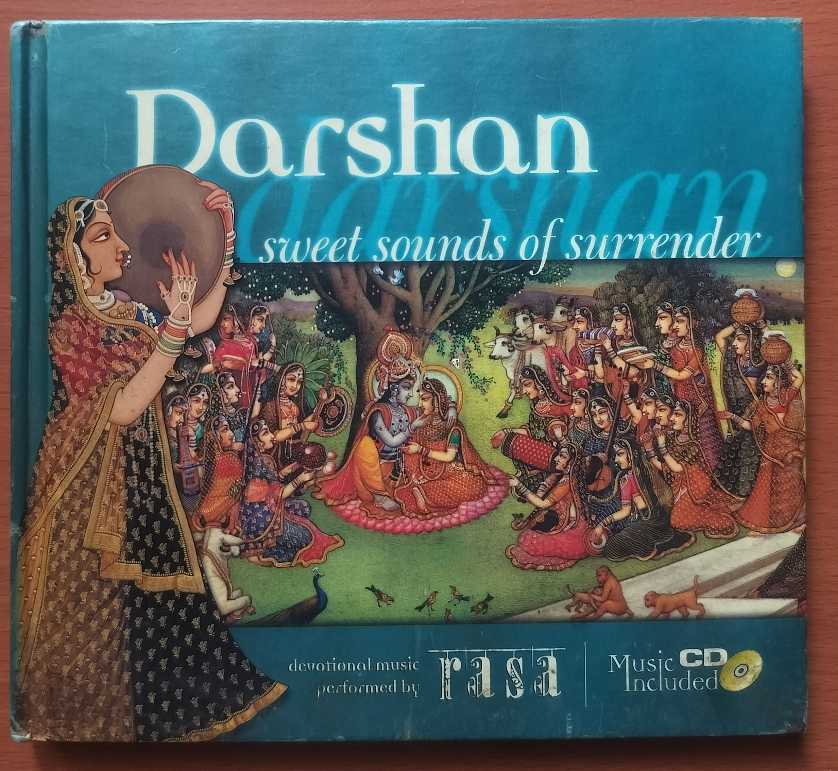 Darshan
darshan
sweet sounds of surrender
devotional music
performed by
rasa
Music CD
Included